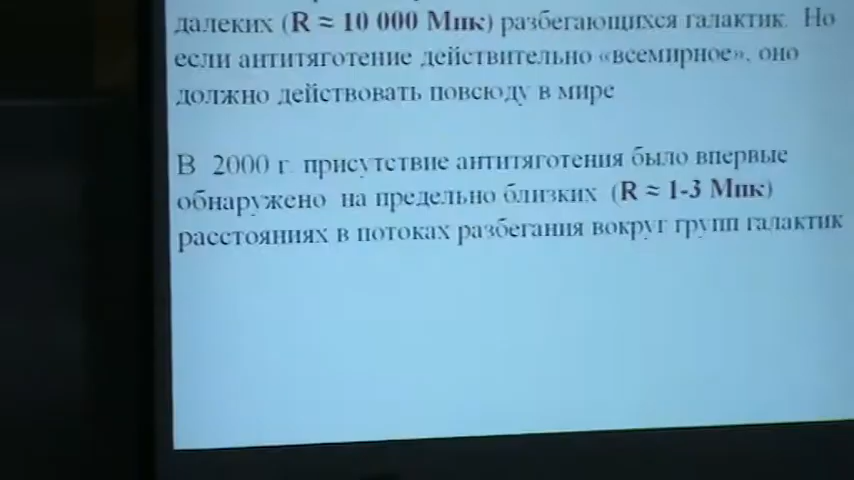 далеких (R ≈ 10 000 Мпк) разбегающихся галактик. Но
если антитяготение действительно «всемирное», оно
должно действовать повсюду в мире
В 2000 г. присутствие антитяготения было впервые
обнаружено на предельно близких (R ≈ 1-3 Мпк)
расстояниях в потоках разбегания вокруг групп галактик